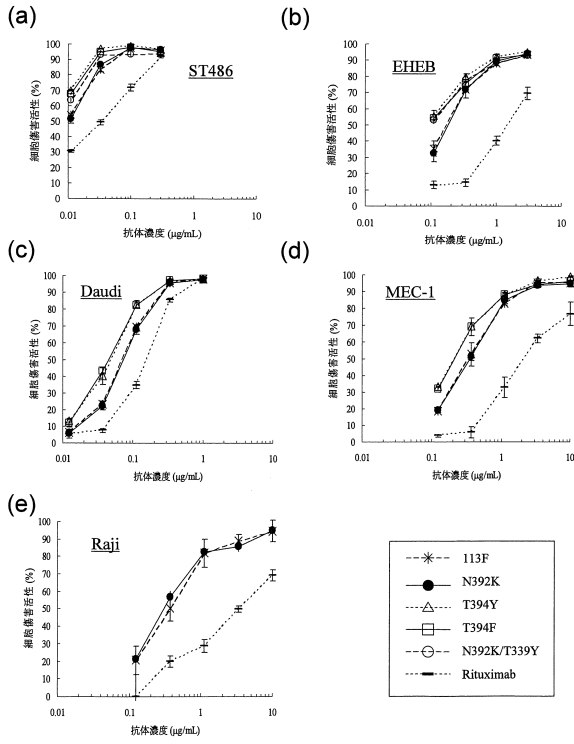 (a)
ST486
細胞傷害活性 (%)
100
90
80
70
60
50
40
30
20
10
0
0.01
0.1
1
10
抗体濃度 (μg/mL)
(b)
EHEB
細胞傷害活性 (%)
100
90
80
70
60
50
40
30
20
10
0
0.01
0.1
1
10
抗体濃度 (μg/mL)
(c)
Daudi
細胞傷害活性 (%)
100
90
80
70
60
50
40
30
20
10
0
0.01
0.1
1
10
抗体濃度 (μg/mL)
(d)
MEC-1
細胞傷害活性 (%)
100
90
80
70
60
50
40
30
20
10
0
0.01
0.1
1
10
抗体濃度 (μg/mL)
(e)
Raji
細胞傷害活性 (%)
100
90
80
70
60
50
40
30
20
10
0
0.01
0.1
1
10
抗体濃度 (μg/mL)
113F
N392K
T394Y
T394F
N392K/T339Y
Rituximab